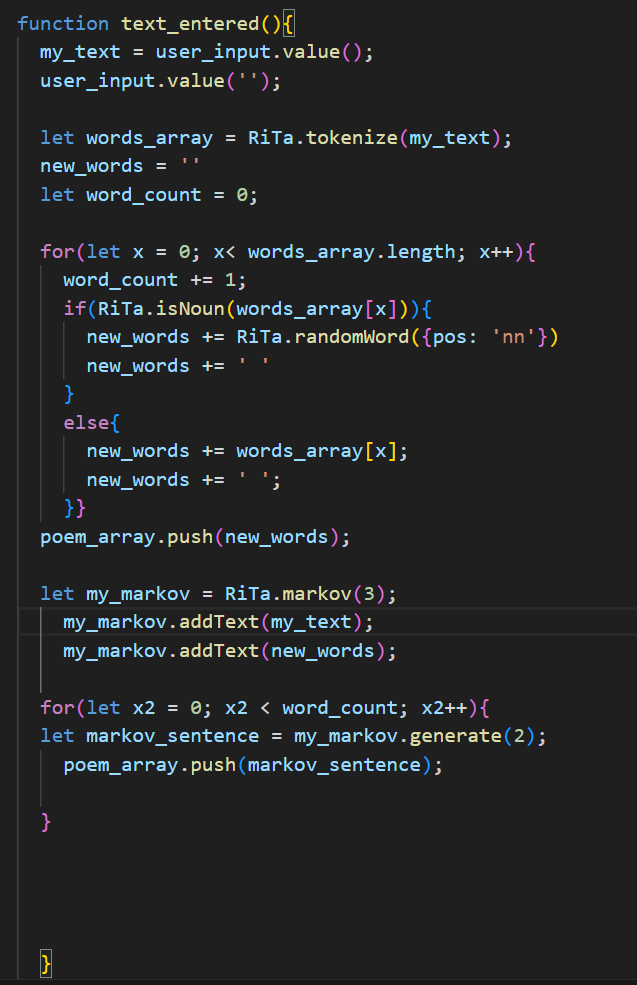 function text_entered(){
my_text = user_input.value();
user_input.value('');
let words_array = RiTa.tokenize(my_text);
new_words = ''
let word_count = 0;
for(let x = 0; x< words_array.length; x++){
word_count += 1;
if(RiTa.isNoun(words_array[x])){
new_words += RiTa.randomWord({pos: 'nn'})
new_words += ' '
}
else{
new_words += words_array[x];
new_words += ' ';
}}
poem_array.push(new_words);
let my_markov = RiTa.markov(3);
my_markov.addText(my_text);
my_markov.addText(new_words);
for(let x2 = 0; x2 < word_count; x2++){
let markov_sentence = my_markov.generate(2);
poem_array.push(markov_sentence);
}
}